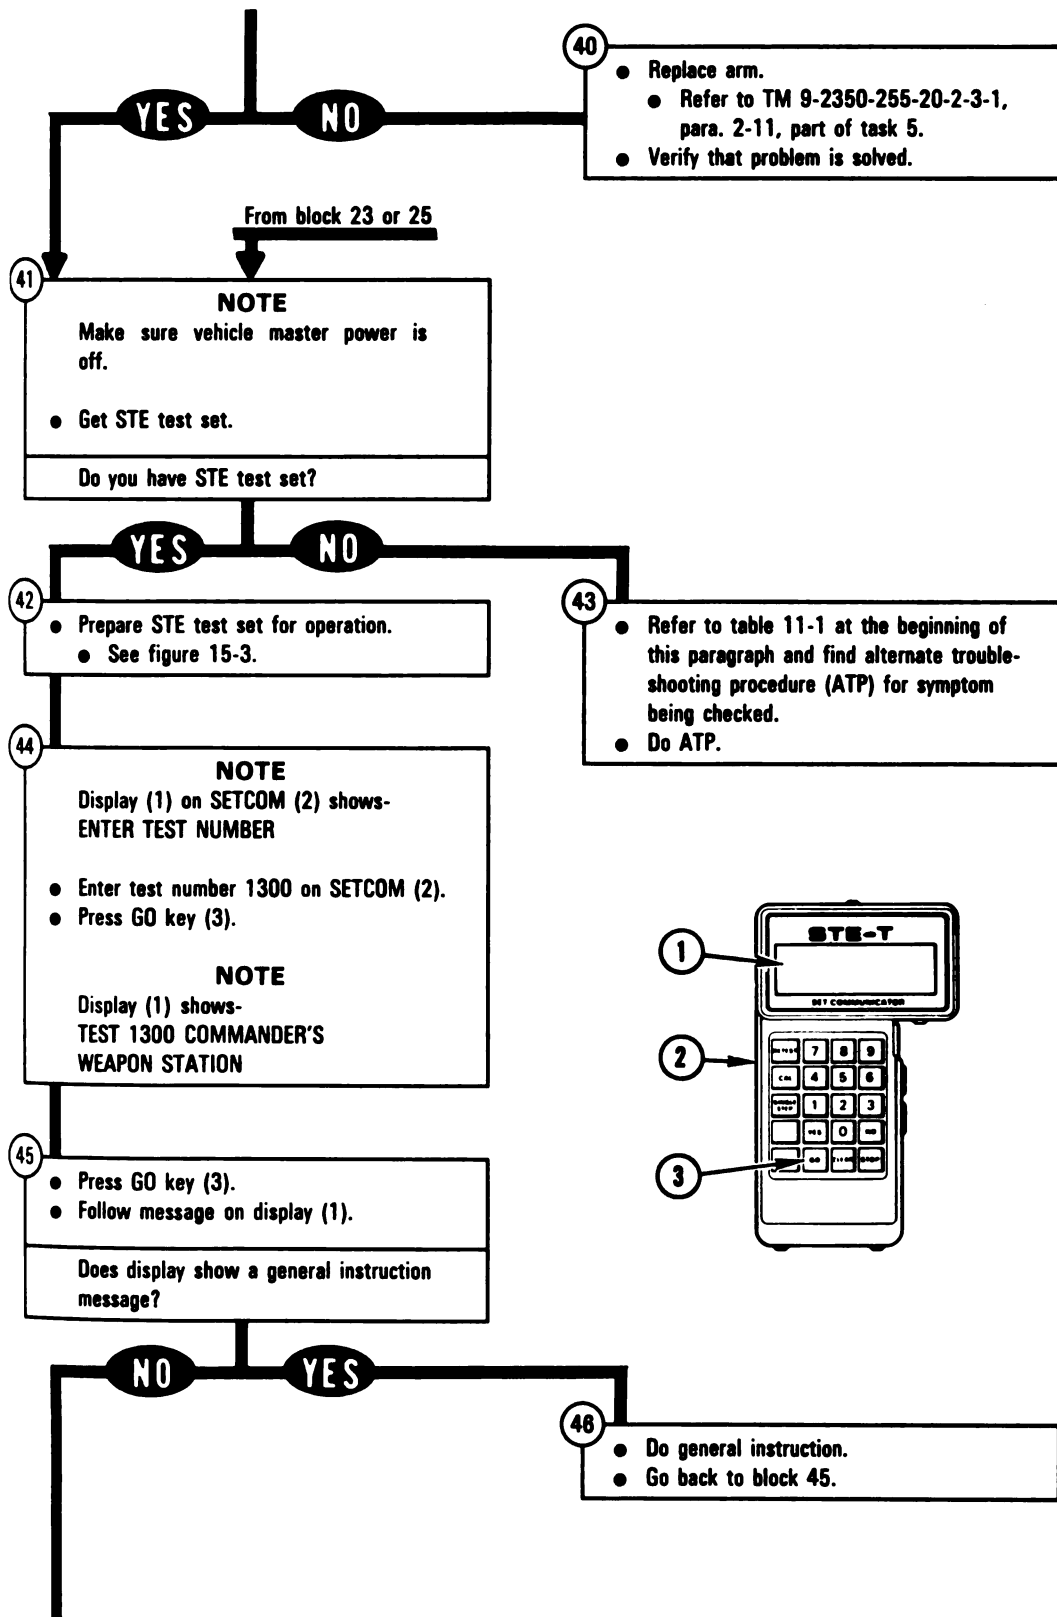 40
● Replace arm.
● Refer to TM 9-2350-255-20-2-3-1,
para. 2-11, part of task 5.
● Verify that problem is solved.
YES
NO
From block 23 or 25
41
NOTE
Make sure vehicle master power is
off.
● Get STE test set.
Do you have STE test set?
YES
NO
42
● Prepare STE test set for operation.
● See figure 15-3.
43
● Refer to table 11-1 at the beginning of
this paragraph and find alternate trouble-
shooting procedure (ATP) for symptom
being checked.
● Do ATP.
44
NOTE
Display (1) on SETCOM (2) shows-
ENTER TEST NUMBER
● Enter test number 1300 on SETCOM (2).
● Press GO key (3).
NOTE
Display (1) shows-
TEST 1300 COMMANDER'S
WEAPON STATION
1
2
3
STE-T
SET COMMUNICATOR
7 8 9
CAL 4 5 6
1 2 3
YES 0 NO
GO STOP
45
● Press GO key (3).
● Follow message on display (1).
Does display show a general instruction
message?
NO
YES
46
● Do general instruction.
● Go back to block 45.